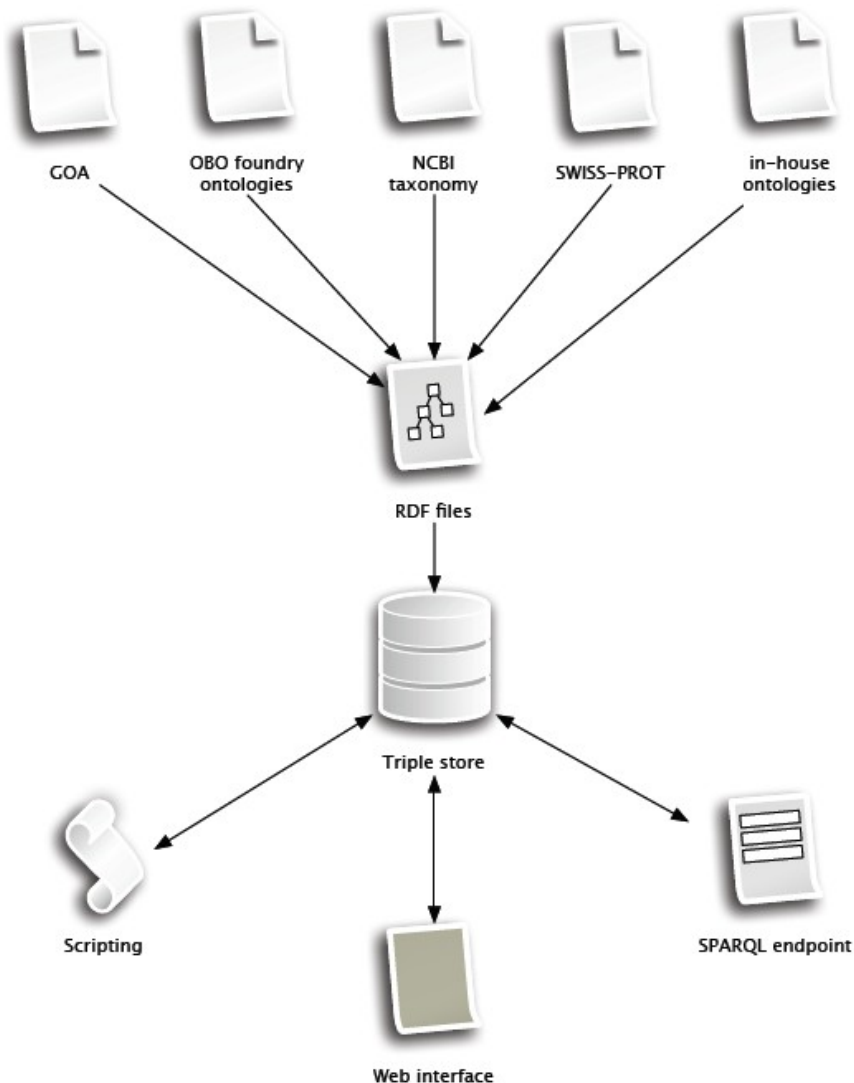 GOA
OBO foundry
ontologies
NCBI
taxonomy
SWISS-PROT
in-house
ontologies
RDF files
Triple store
Scripting
SPARQL endpoint
Web interface